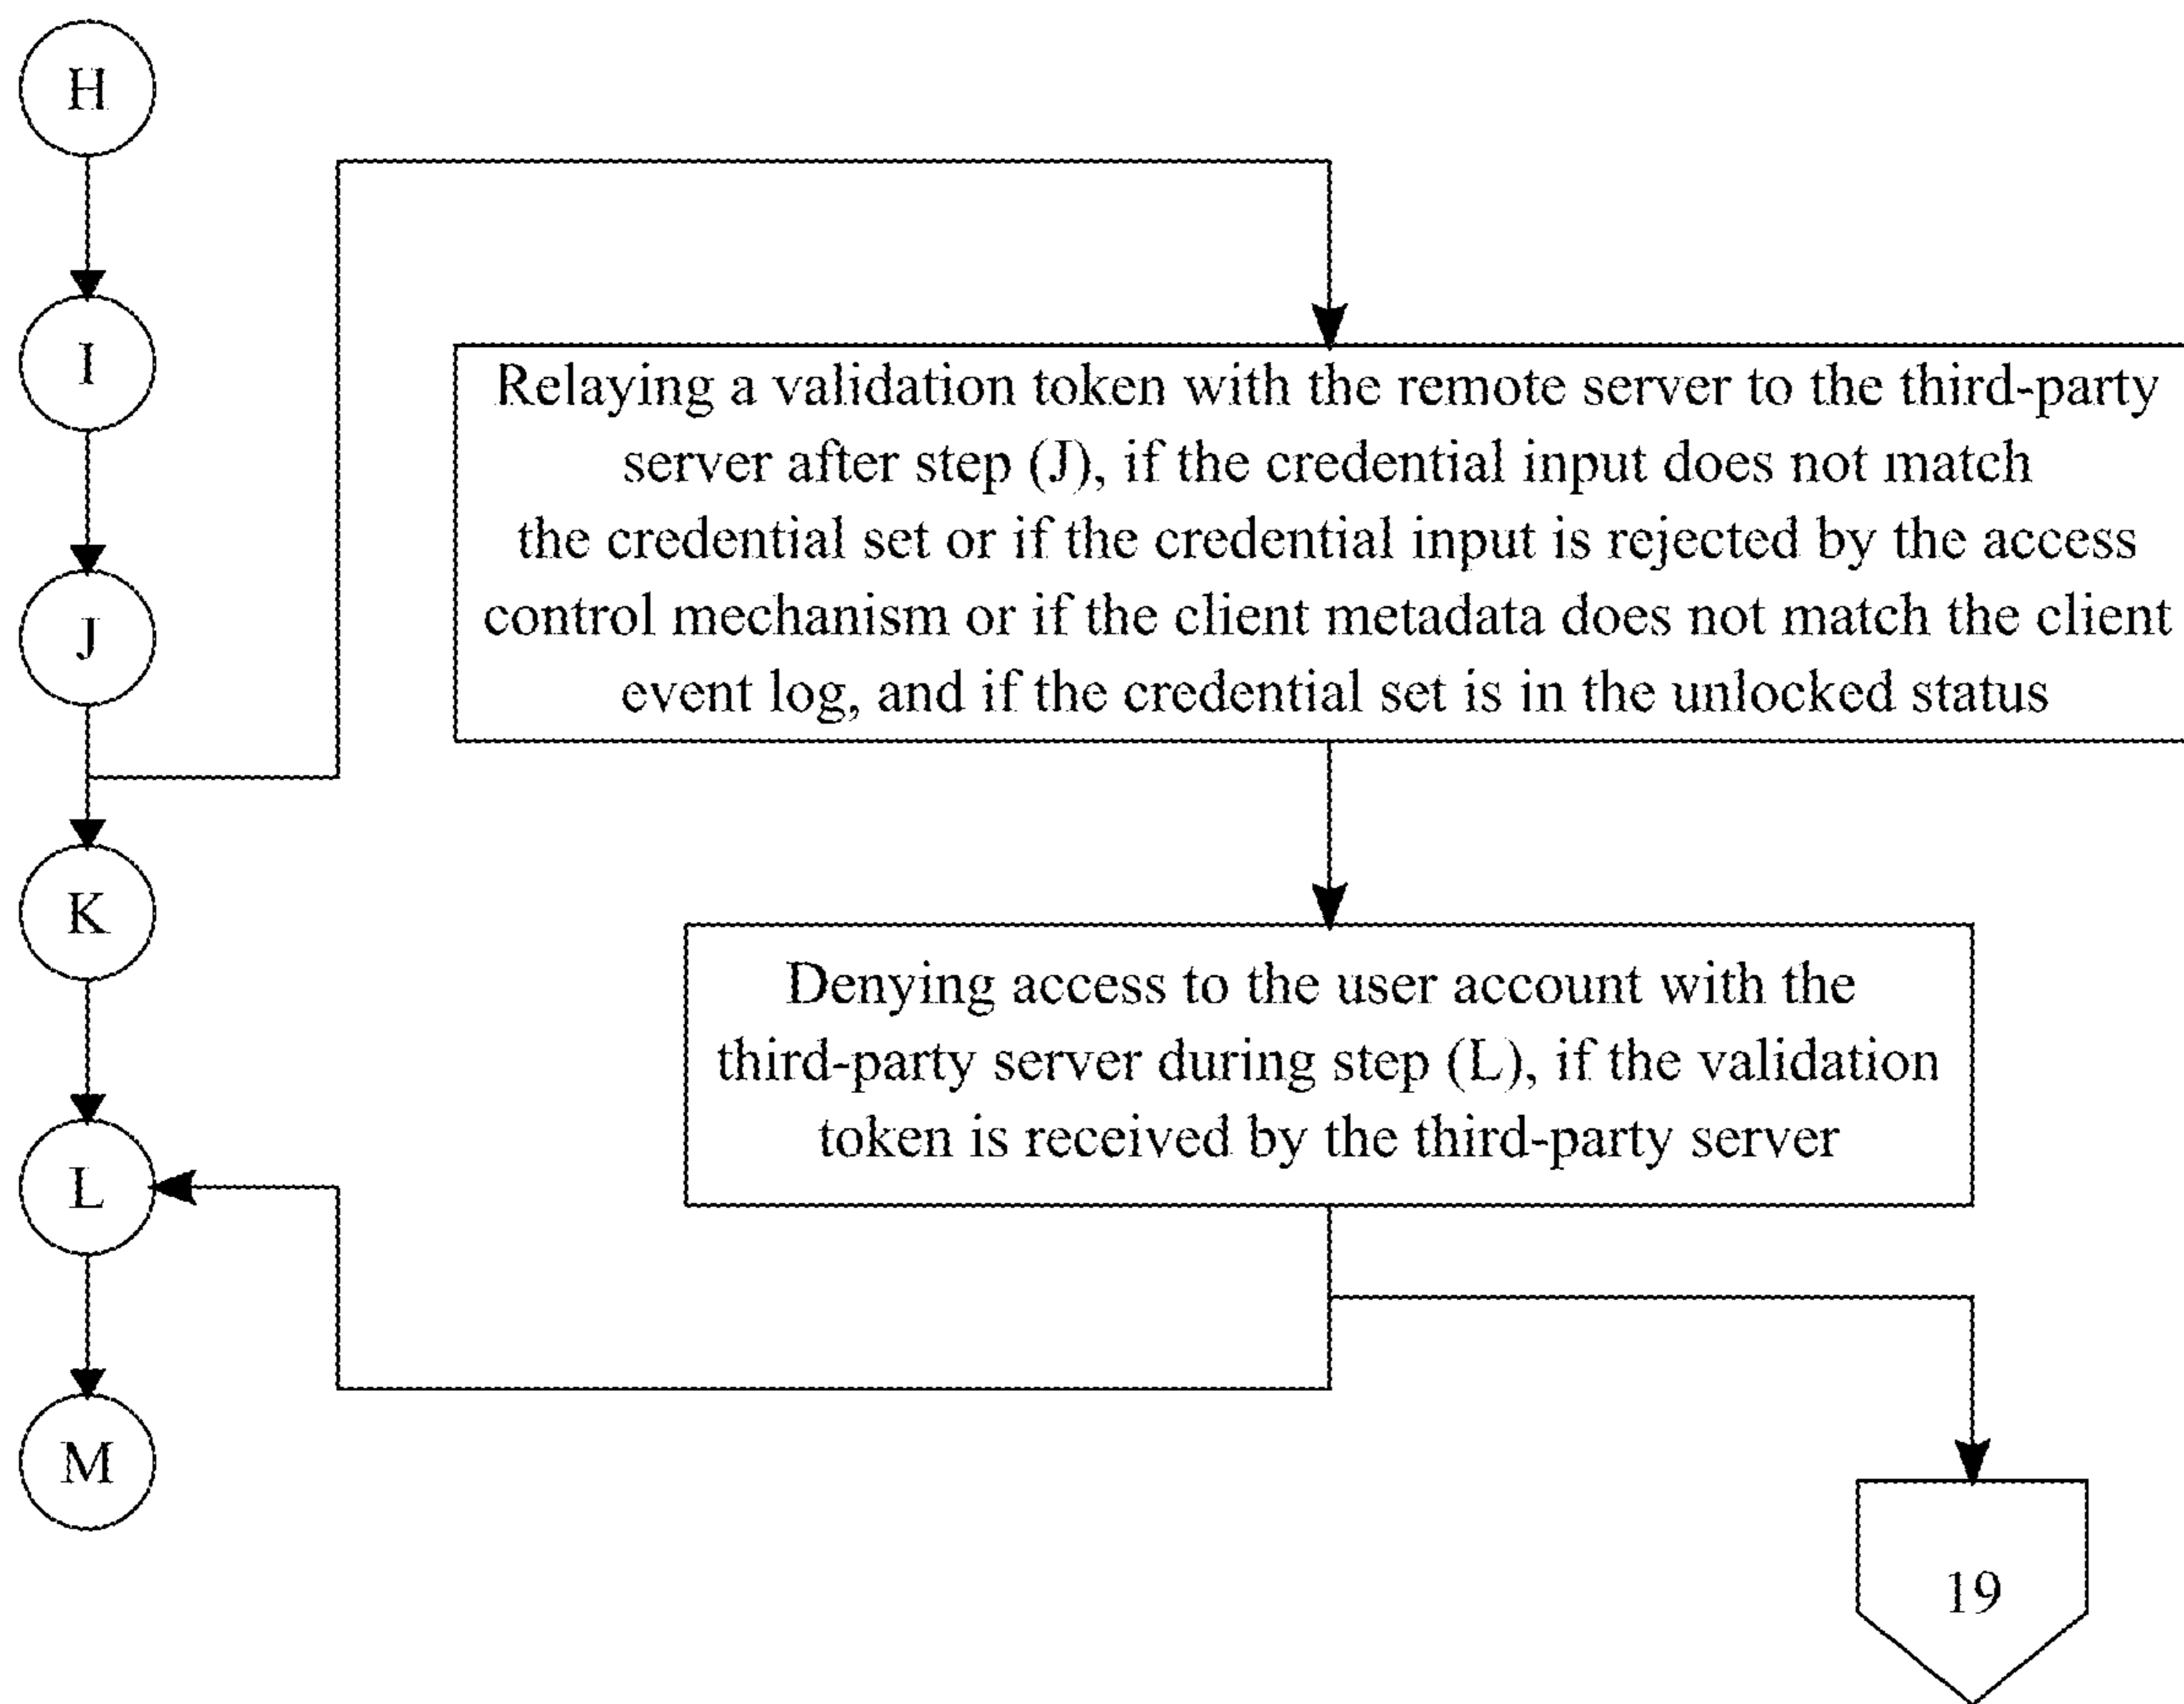 H
I
J
K
L
M
Relaying a validation token with the remote server to the third-party
server after step (J), if the credential input does not match
the credential set or if the credential input is rejected by the access
control mechanism or if the client metadata does not match the client
event log, and if the credential set is in the unlocked status
Denying access to the user account with the
third-party server during step (L), if the validation
token is received by the third-party server
19